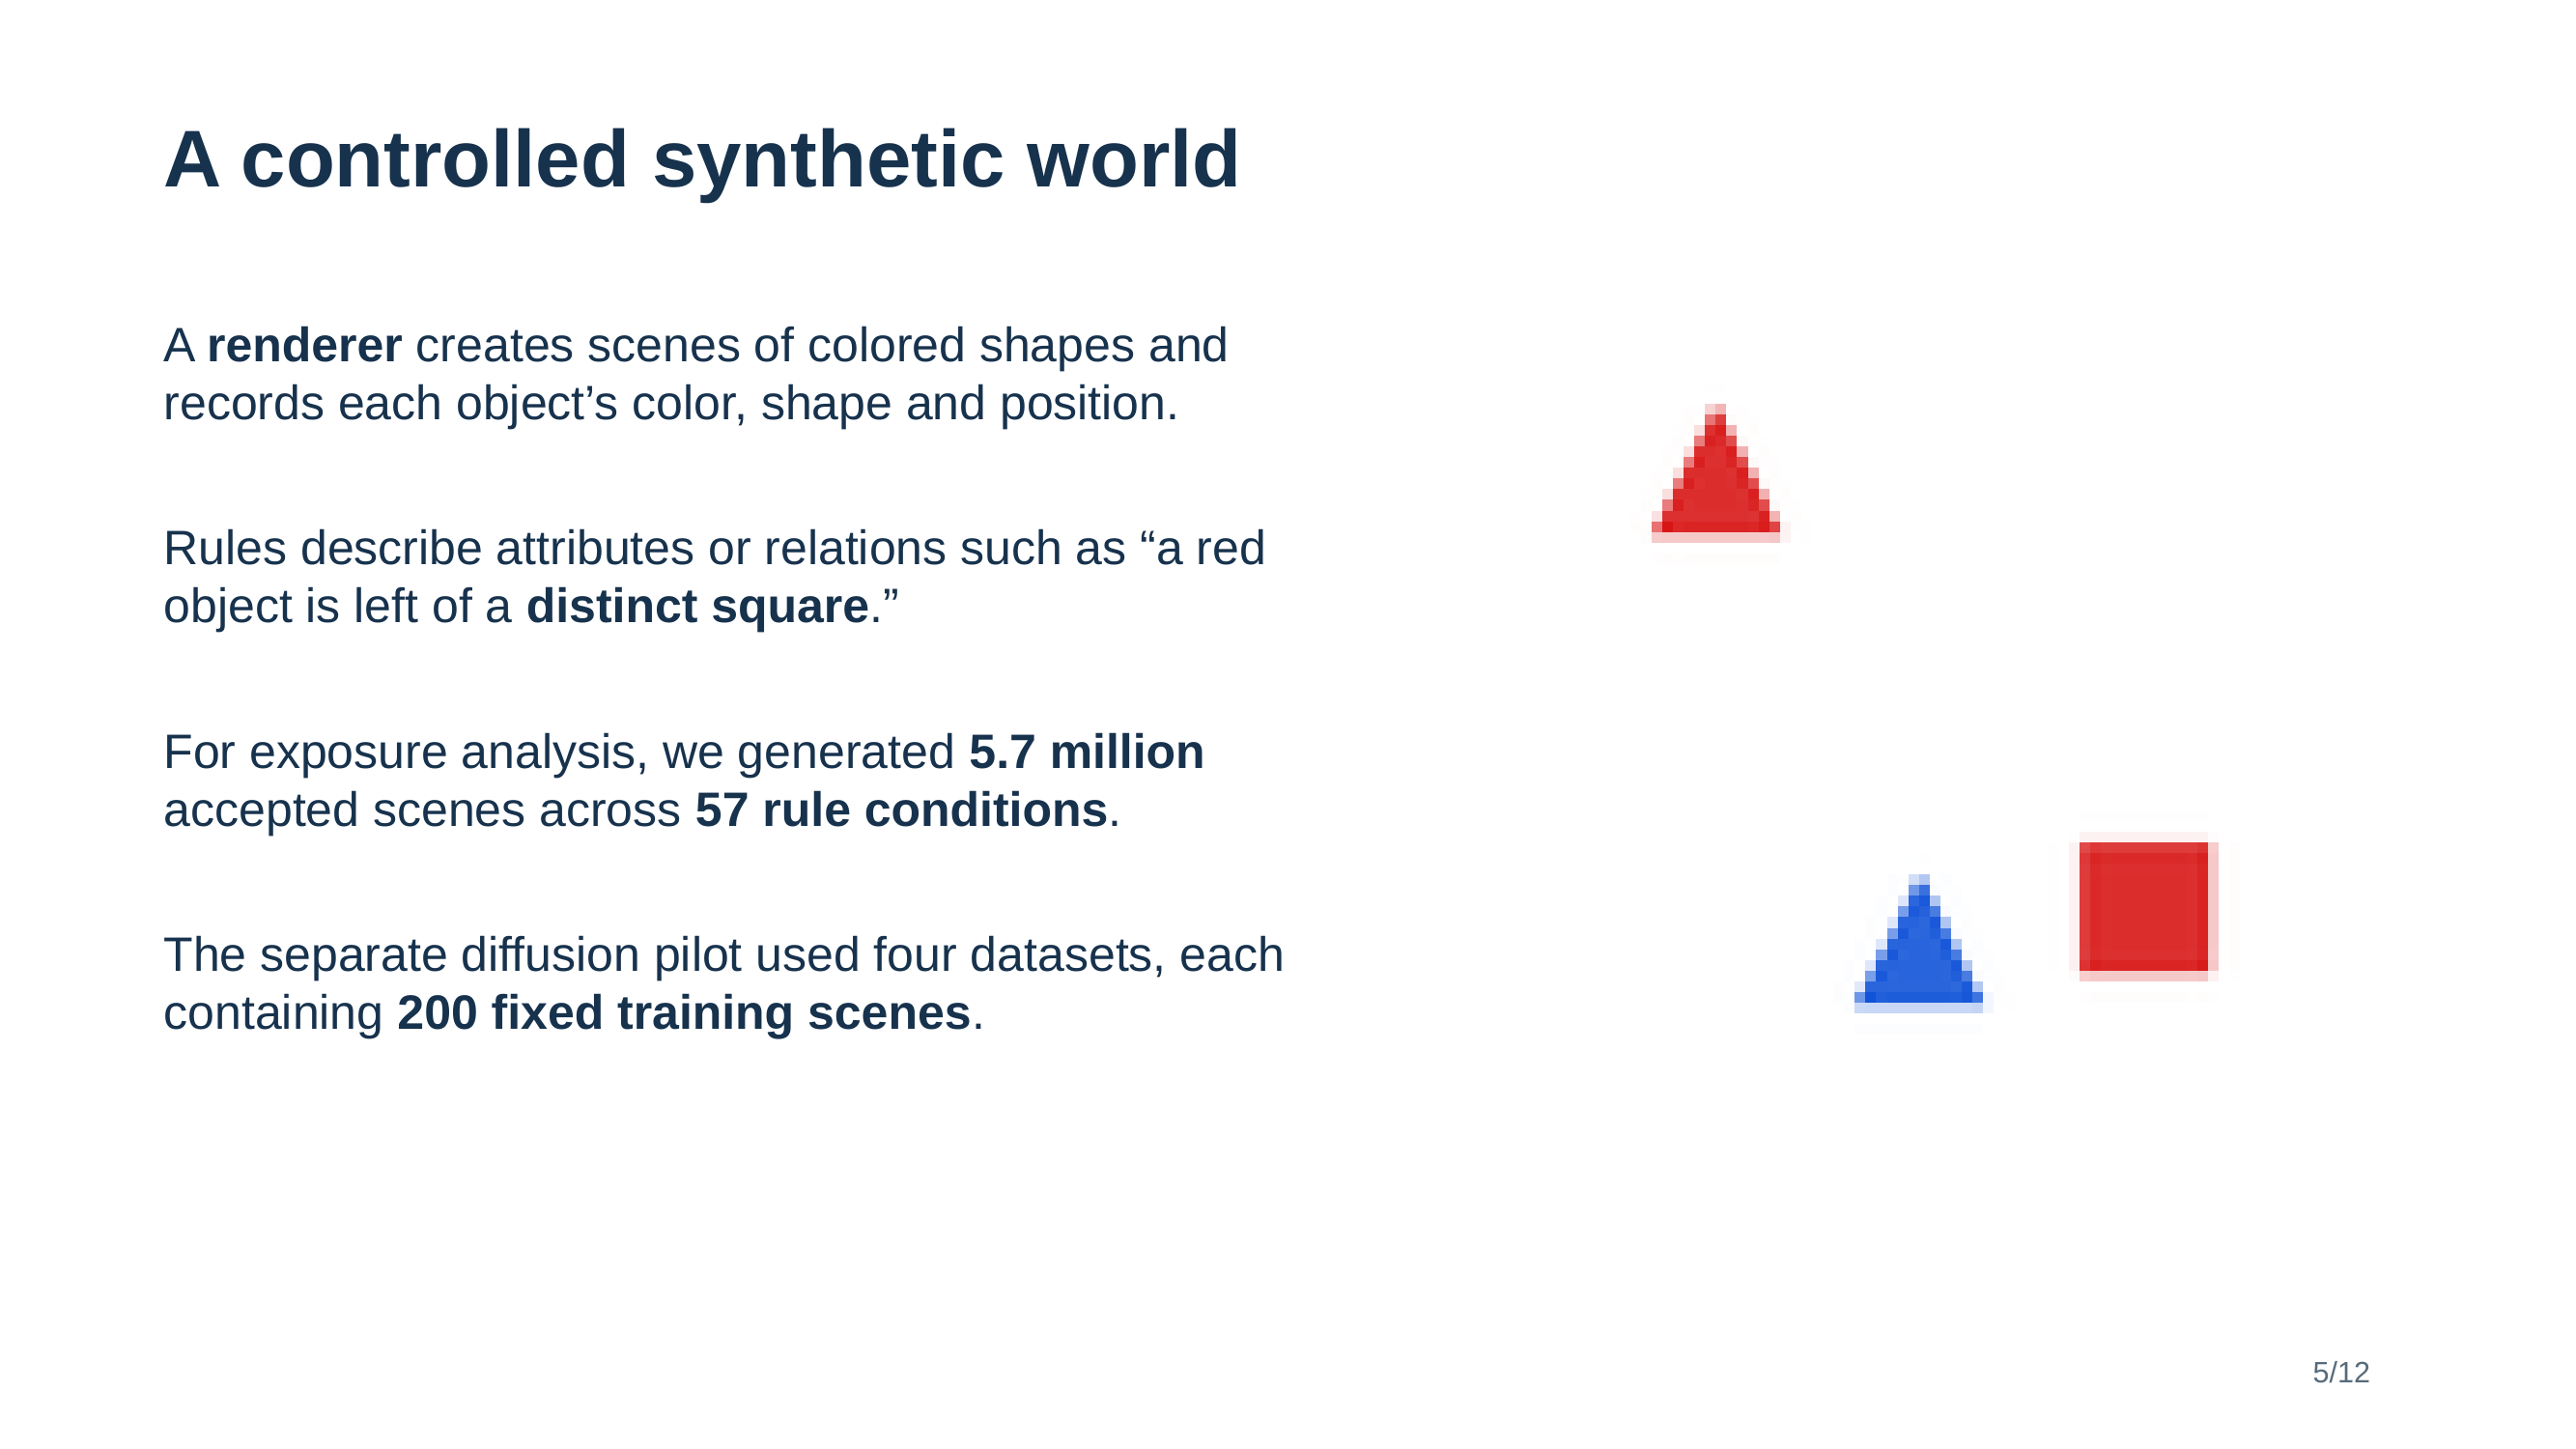 A controlled synthetic world
A renderer creates scenes of colored shapes and
records each object’s color, shape and position.
Rules describe attributes or relations such as “a red
object is left of a distinct square.”
For exposure analysis, we generated 5.7 million
accepted scenes across 57 rule conditions.
The separate diffusion pilot used four datasets, each
containing 200 fixed training scenes.
5/12